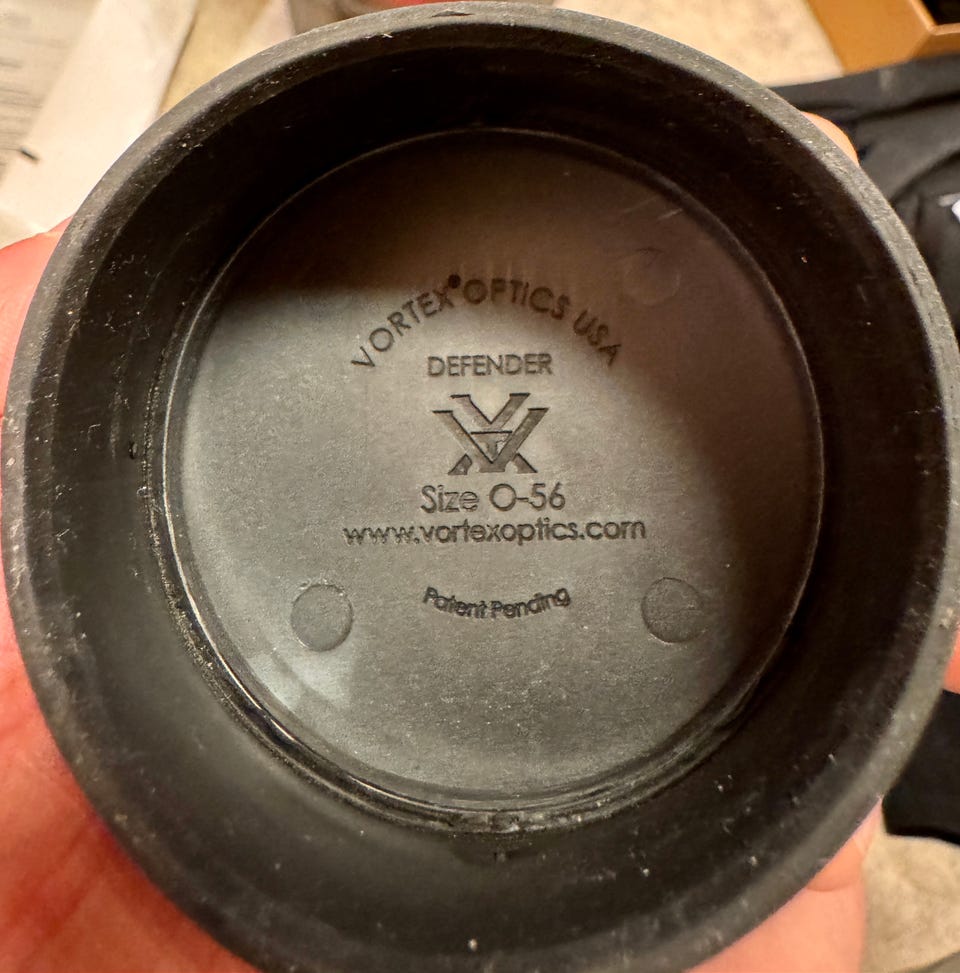 VORTEX® OPTICS USA
DEFENDER
Size O-56
www.vortexoptics.com
Patent Pending